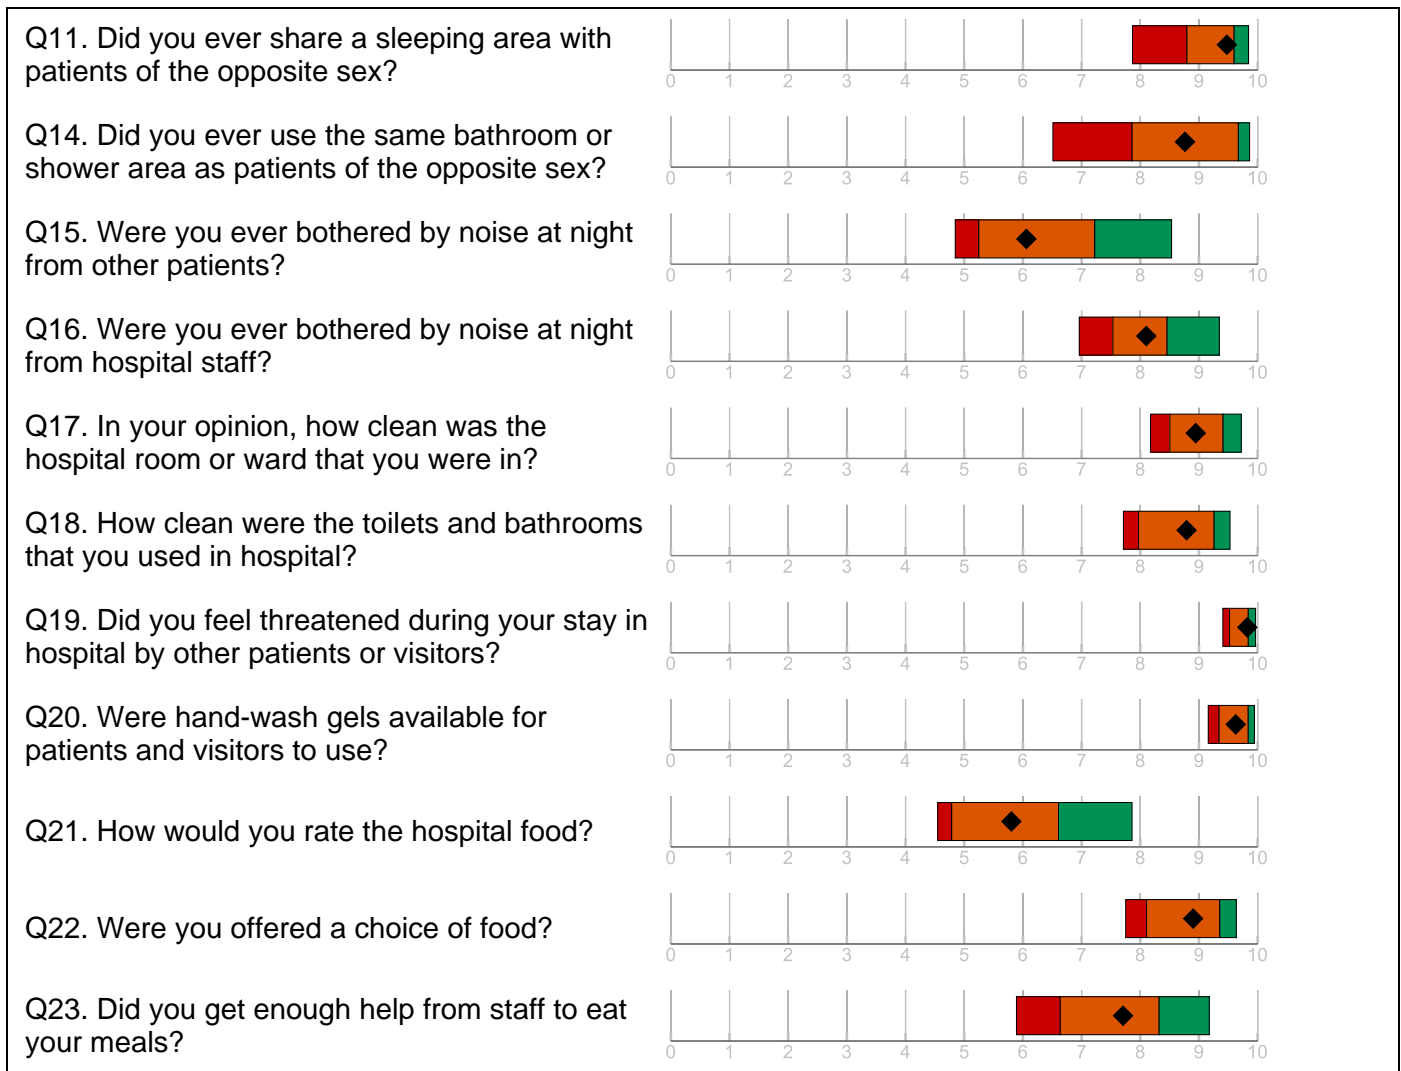 Q11. Did you ever share a sleeping area with
patients of the opposite sex?
0 1 2 3 4 5 6 7 8 9 10
Q14. Did you ever use the same bathroom or
shower area as patients of the opposite sex?
0 1 2 3 4 5 6 7 8 9 10
Q15. Were you ever bothered by noise at night
from other patients?
0 1 2 3 4 5 6 7 8 9 10
Q16. Were you ever bothered by noise at night
from hospital staff?
0 1 2 3 4 5 6 7 8 9 10
Q17. In your opinion, how clean was the
hospital room or ward that you were in?
0 1 2 3 4 5 6 7 8 9 10
Q18. How clean were the toilets and bathrooms
that you used in hospital?
0 1 2 3 4 5 6 7 8 9 10
Q19. Did you feel threatened during your stay in
hospital by other patients or visitors?
0 1 2 3 4 5 6 7 8 9 10
Q20. Were hand-wash gels available for
patients and visitors to use?
0 1 2 3 4 5 6 7 8 9 10
Q21. How would you rate the hospital food?
0 1 2 3 4 5 6 7 8 9 10
Q22. Were you offered a choice of food?
0 1 2 3 4 5 6 7 8 9 10
Q23. Did you get enough help from staff to eat
your meals?
0 1 2 3 4 5 6 7 8 9 10